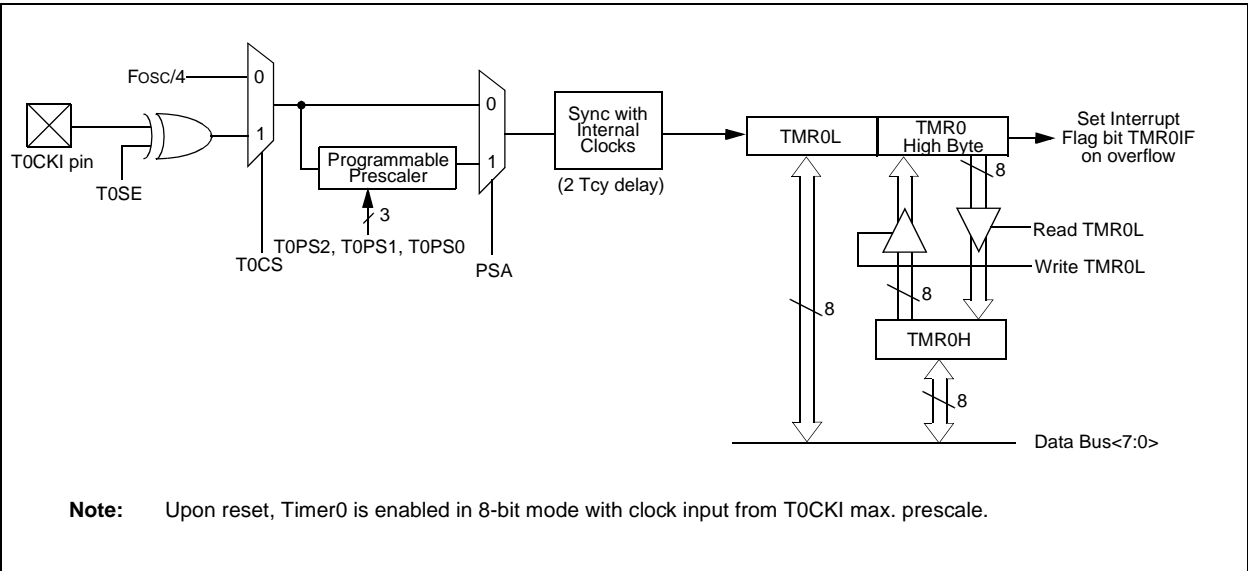 FOSC/4
T0CKI pin
T0SE
0
1
T0CS
Programmable
Prescaler
3
T0PS2, T0PS1, T0PS0
0
1
PSA
Sync with
Internal
Clocks
(2 Tcy delay)
TMR0L
TMR0
High Byte
Set Interrupt
Flag bit TMR0IF
on overflow
8
Read TMR0L
Write TMR0L
8
8
TMR0H
8
Data Bus<7:0>
Note: Upon reset, Timer0 is enabled in 8-bit mode with clock input from T0CKI max. prescale.